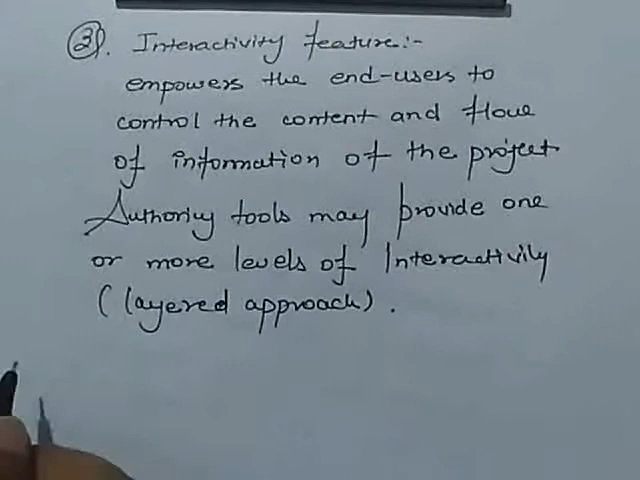 (3). Interactivity feature:-
empowers the end-users to
control the content and flow
of information of the project
Authoring tools may provide one
or more levels of Interactivily
(layered approach).